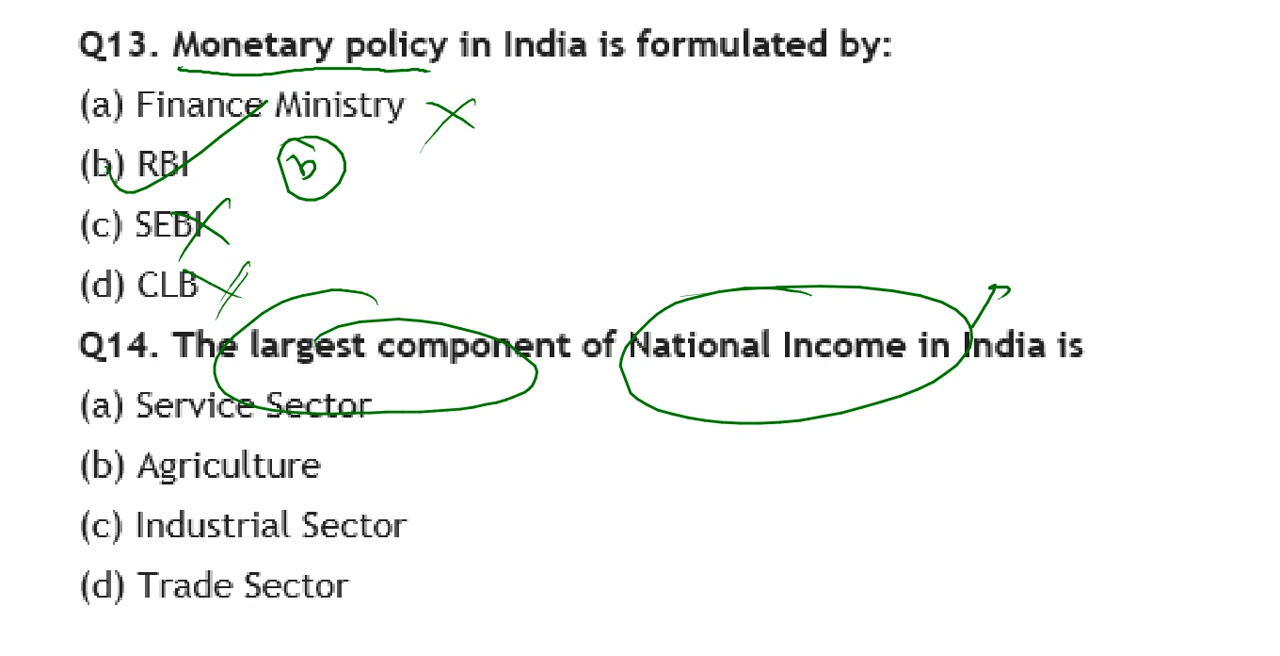 Q13. Monetary policy in India is formulated by:
(a) Finance Ministry
(b) RBI
b
(c) SEBI
(d) CLB
Q14. The largest component of National Income in India is
(a) Service Sector
(b) Agriculture
(c) Industrial Sector
(d) Trade Sector